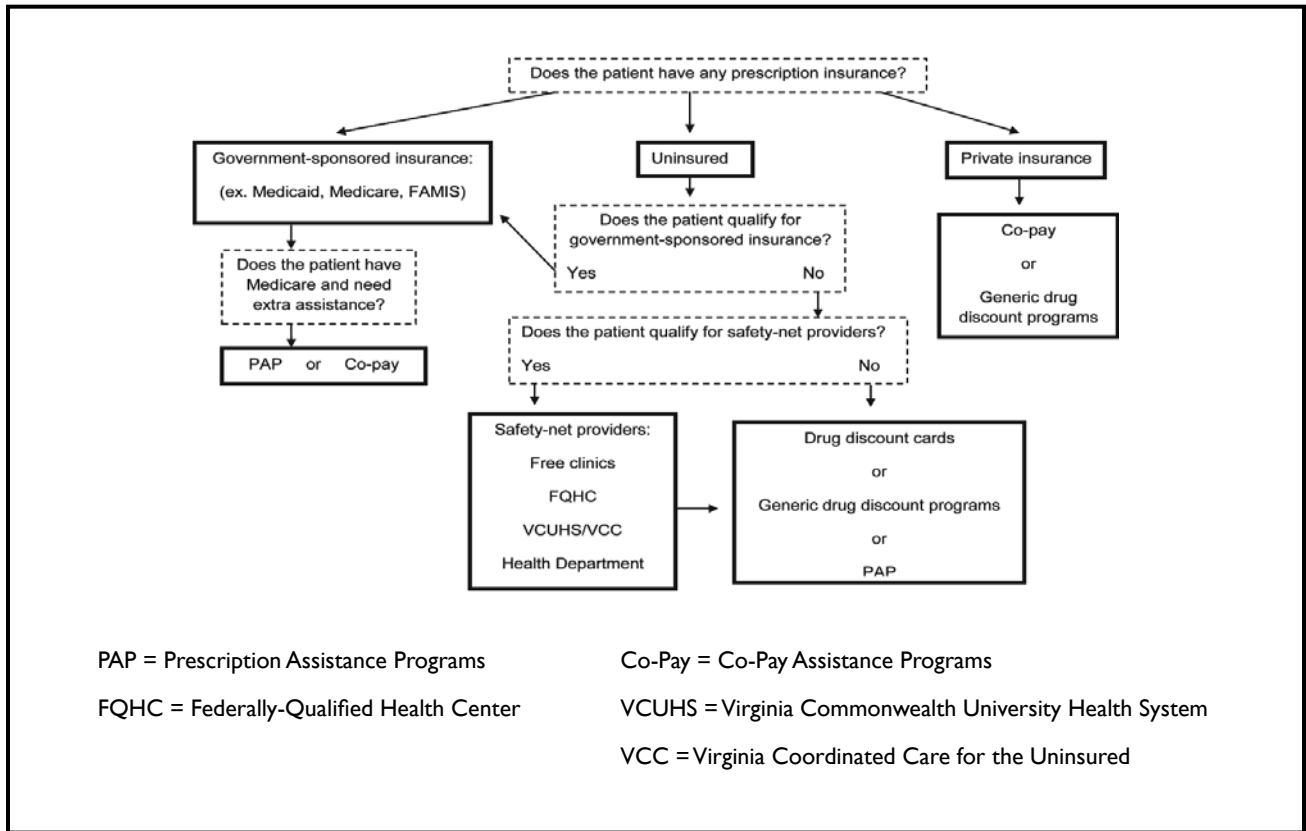 Does the patient have any prescription insurance?
Government-sponsored insurance:
(ex. Medicaid, Medicare, FAMIS)
Uninsured
Private insurance
Does the patient qualify for
government-sponsored insurance?
Yes No
Co-pay
or
Generic drug
discount programs
Does the patient have
Medicare and need
extra assistance?
PAP or Co-pay
Does the patient qualify for safety-net providers?
Yes No
Safety-net providers:
Free clinics
FQHC
VCUHS/VCC
Health Department
Drug discount cards
or
Generic drug discount programs
or
PAP
PAP = Prescription Assistance Programs
Co-Pay = Co-Pay Assistance Programs
FQHC = Federally-Qualified Health Center
VCUHS = Virginia Commonwealth University Health System
VCC = Virginia Coordinated Care for the Uninsured